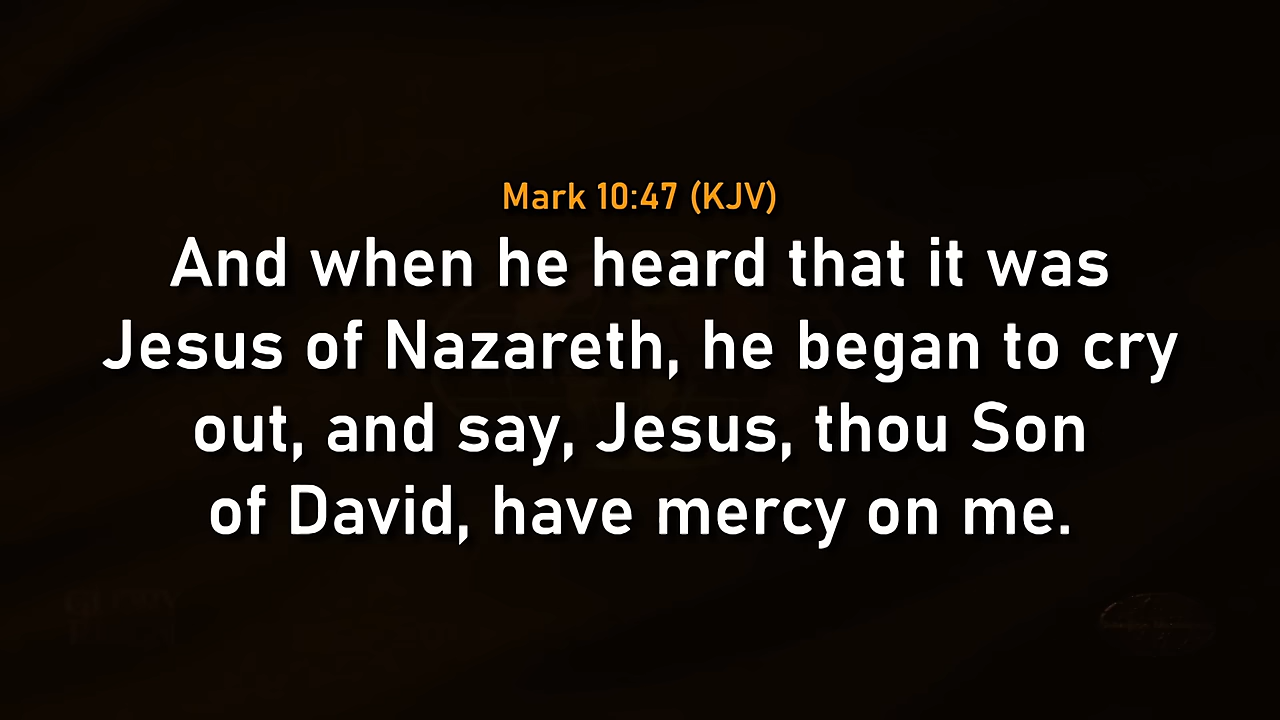 Mark 10:47 (KJV)
And when he heard that it was
Jesus of Nazareth, he began to cry
out, and say, Jesus, thou Son
of David, have mercy on me.